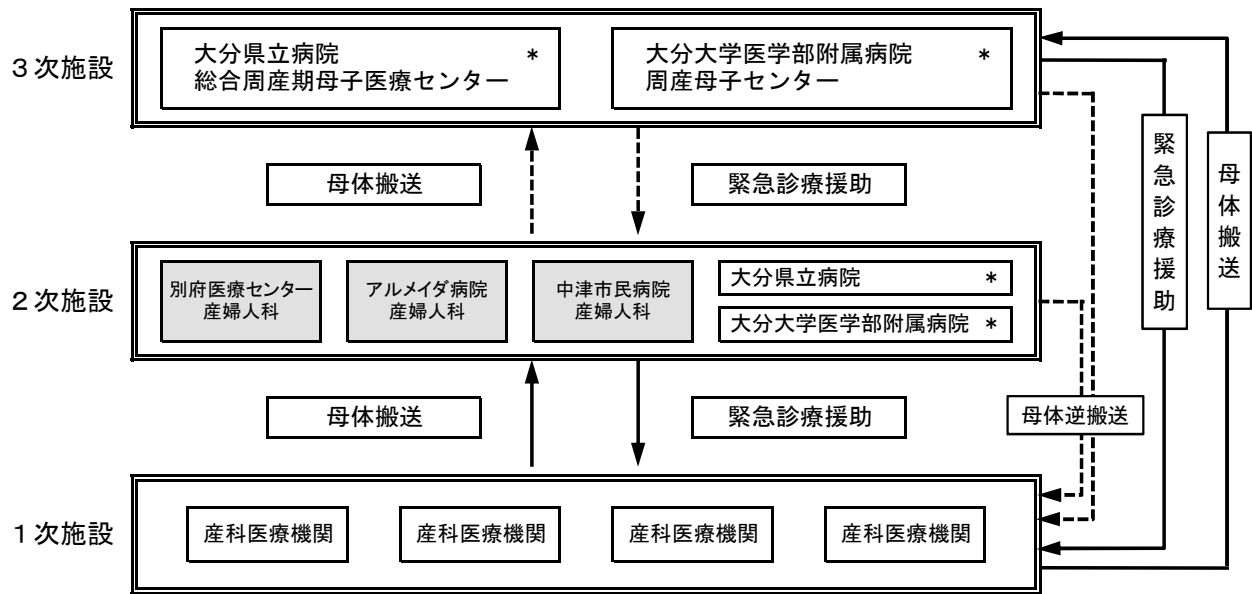 3次施設
大分県立病院 *
総合周産期母子医療センター
大分大学医学部附属病院 *
周産母子センター
母体搬送
緊急診療援助
緊急診療援助
母体搬送
2次施設
別府医療センター
産婦人科
アルメイダ病院
産婦人科
中津市民病院
産婦人科
大分県立病院 *
大分大学医学部附属病院 *
母体搬送
緊急診療援助
母体逆搬送
1次施設
産科医療機関
産科医療機関
産科医療機関
産科医療機関